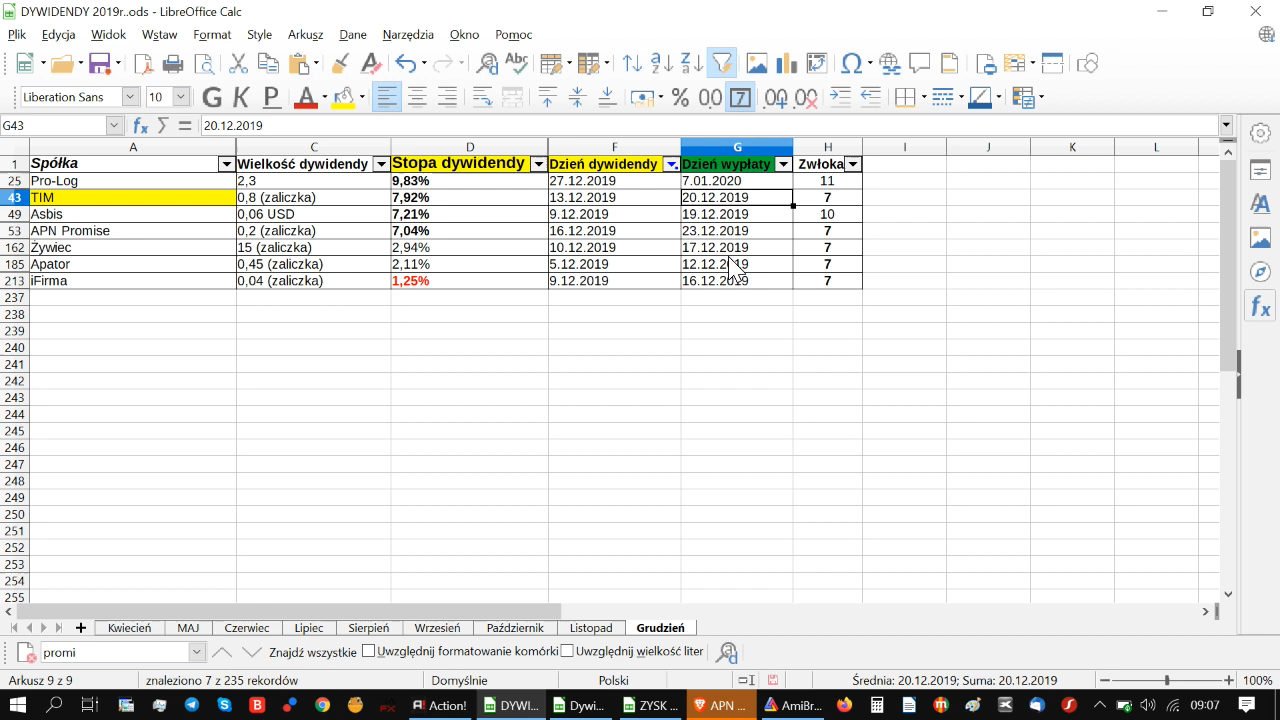 DYWIDENDY 2019r..ods - LibreOffice Calc
Plik Edycja Widok Wstaw Format Style Arkusz Dane Narzędzia Okno Pomoc
Liberation Sans 10 G K P
G43 20.12.2019
A C D F G H I J K L
1 Spółka Wielkość dywidendy Stopa dywidendy Dzień dywidendy Dzień wypłaty Zwłoka
25 Pro-Log 2,3 9,83% 27.12.2019 7.01.2020 11
43 TIM 0,8 (zaliczka) 7,92% 13.12.2019 20.12.2019 7
49 Asbis 0,06 USD 7,21% 9.12.2019 19.12.2019 10
53 APN Promise 0,2 (zaliczka) 7,04% 16.12.2019 23.12.2019 7
162 Żywiec 15 (zaliczka) 2,94% 10.12.2019 17.12.2019 7
185 Apator 0,45 (zaliczka) 2,11% 5.12.2019 12.12.2019 7
213 iFirma 0,04 (zaliczka) 1,25% 9.12.2019 16.12.2019 7
237
238
239
240
241
242
243
244
245
246
247
248
249
250
251
252
253
254
255
Kwiecień MAJ Czerwiec Lipiec Sierpień Wrzesień Październik Listopad Grudzień
promi Znajdź wszystkie Uwzględnij formatowanie komórki Uwzględnij wielkość liter
Arkusz 9 z 9 znaleziono 7 z 235 rekordów Domyślnie Polski Średnia: 20.12.2019; Suma: 20.12.2019 100%
Action! DYWI... Dywi... ZYSK ... APN ... AmiBr... 09:07